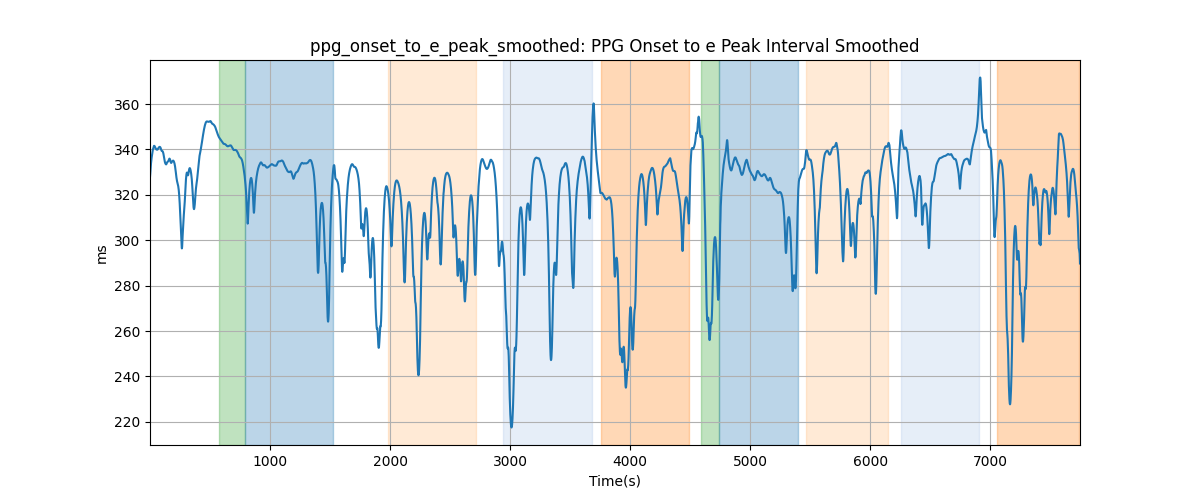 ppg_onset_to_e_peak_smoothed: PPG Onset to e Peak Interval Smoothed
360
340
320
300
280
260
240
220
ms
1000 2000 3000 4000 5000 6000 7000
Time(s)